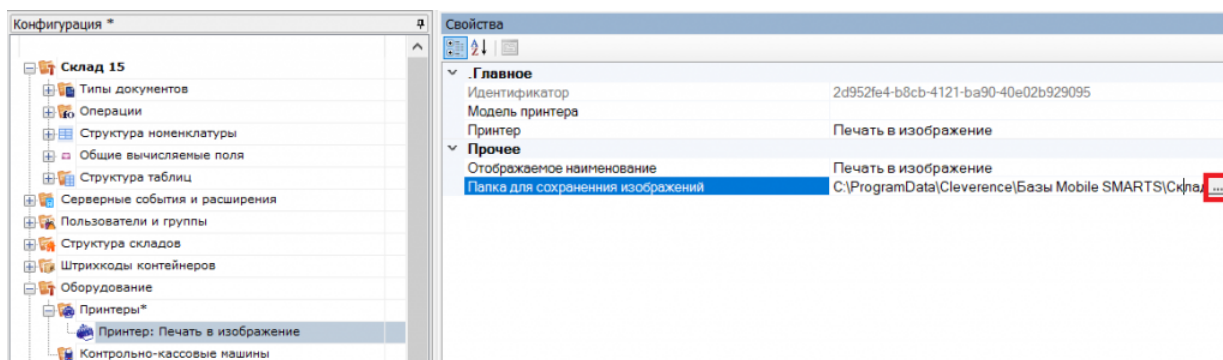 Конфигурация *
Склад 15
Типы документов
Операции
Структура номенклатуры
Общие вычисляемые поля
Структура таблиц
Серверные события и расширения
Пользователи и группы
Структура складов
Штрихкоды контейнеров
Оборудование
Принтеры*
Принтер: Печать в изображение
Контрольно-кассовые машины
Свойства
.Главное
Идентификатор 2d952fe4-b8cb-4121-ba90-40e02b929095
Модель принтера
Принтер Печать в изображение
Прочее
Отображаемое наименование Печать в изображение
Папка для сохраненния изображений C:\ProgramData\Cleverence\Базы Mobile SMARTS\Склад ...